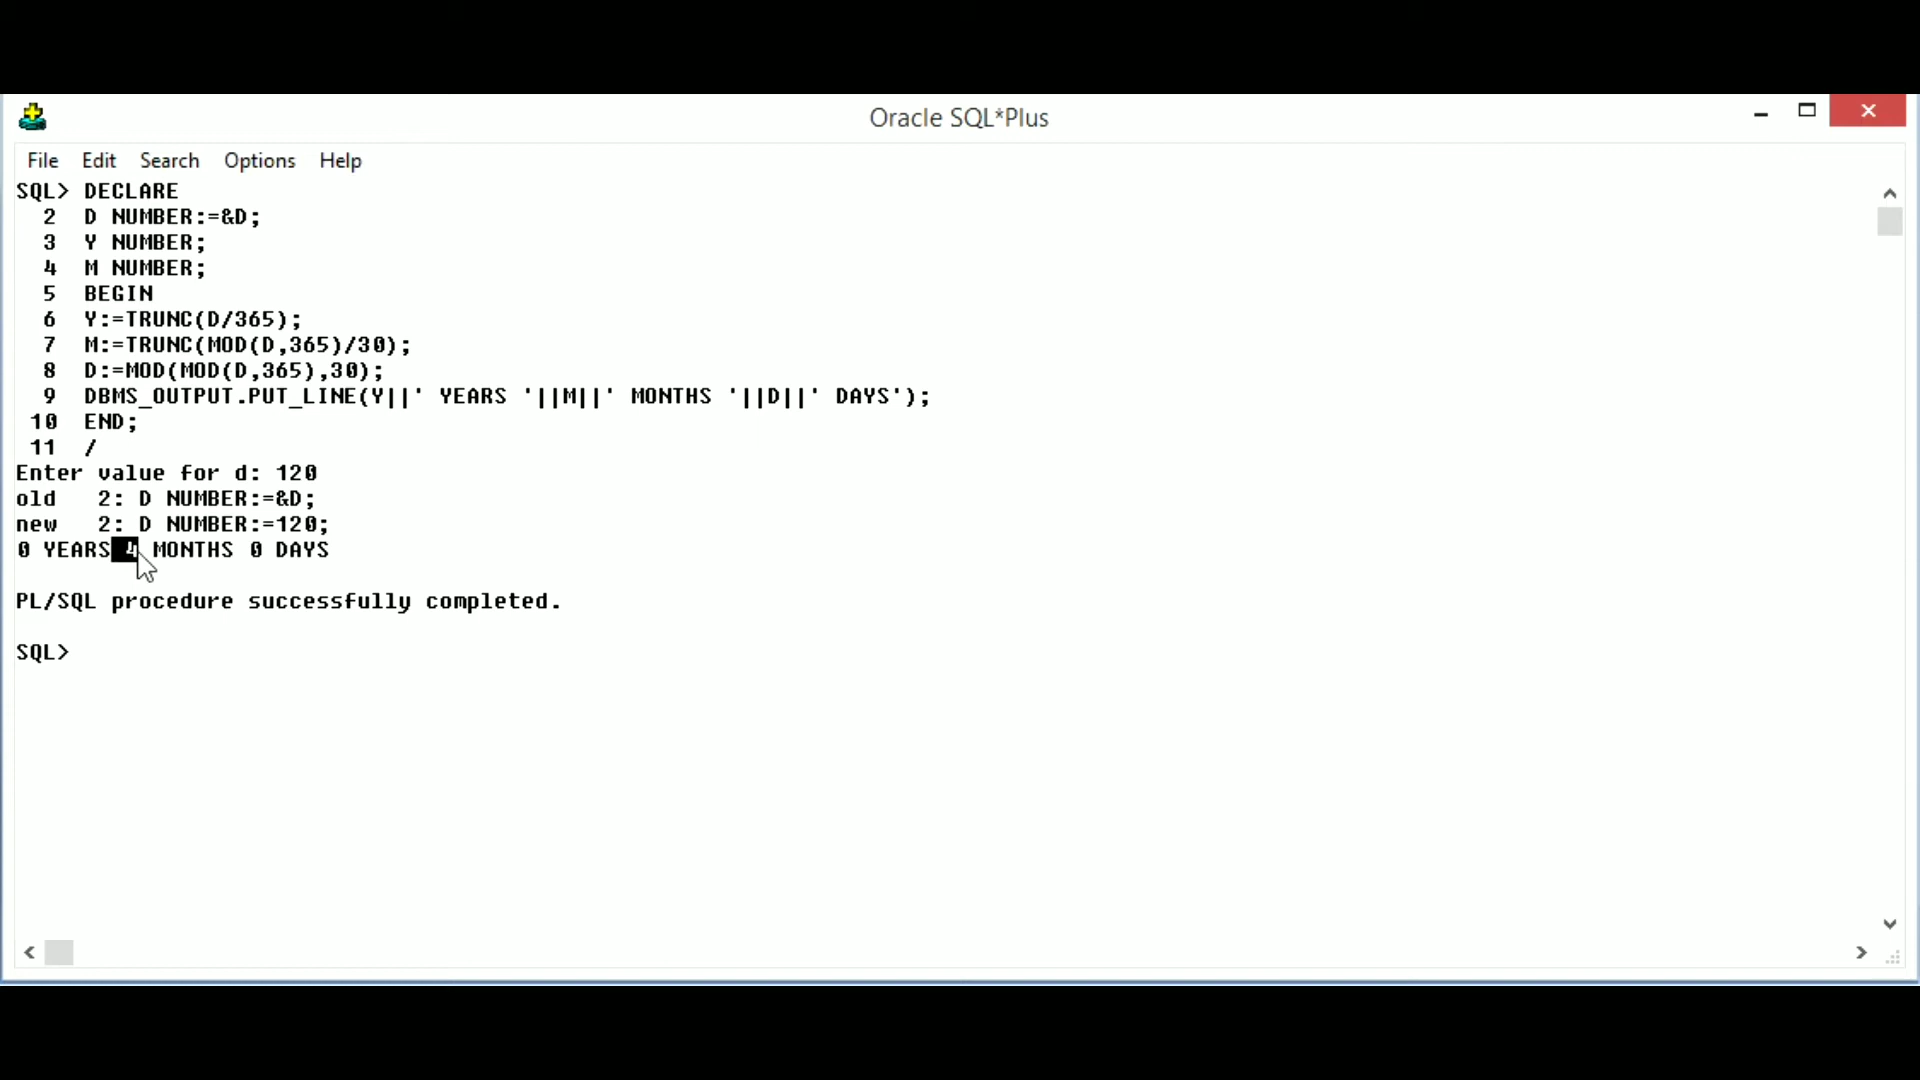 Oracle SQL*Plus
File Edit Search Options Help
SQL> DECLARE
2 D NUMBER:=&D;
3 Y NUMBER;
4 M NUMBER;
5 BEGIN
6 Y:=TRUNC(D/365);
7 M:=TRUNC(MOD(D,365)/30);
8 D:=MOD(MOD(D,365),30);
9 DBMS_OUTPUT.PUT_LINE(Y||' YEARS '||M||' MONTHS '||D||' DAYS');
10 END;
11 /
Enter value for d: 120
old 2: D NUMBER:=&D;
new 2: D NUMBER:=120;
0 YEARS 4 MONTHS 0 DAYS
PL/SQL procedure successfully completed.
SQL>